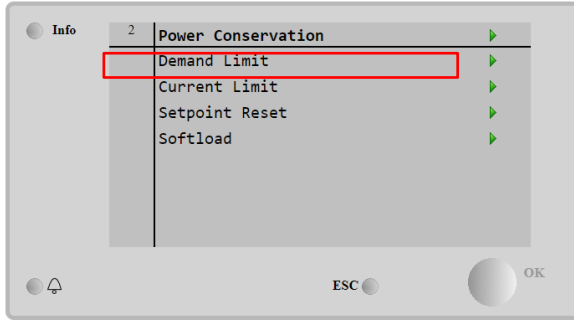 Info
2 Power Conservation
Demand Limit
Current Limit
Setpoint Reset
Softload
ESC
OK